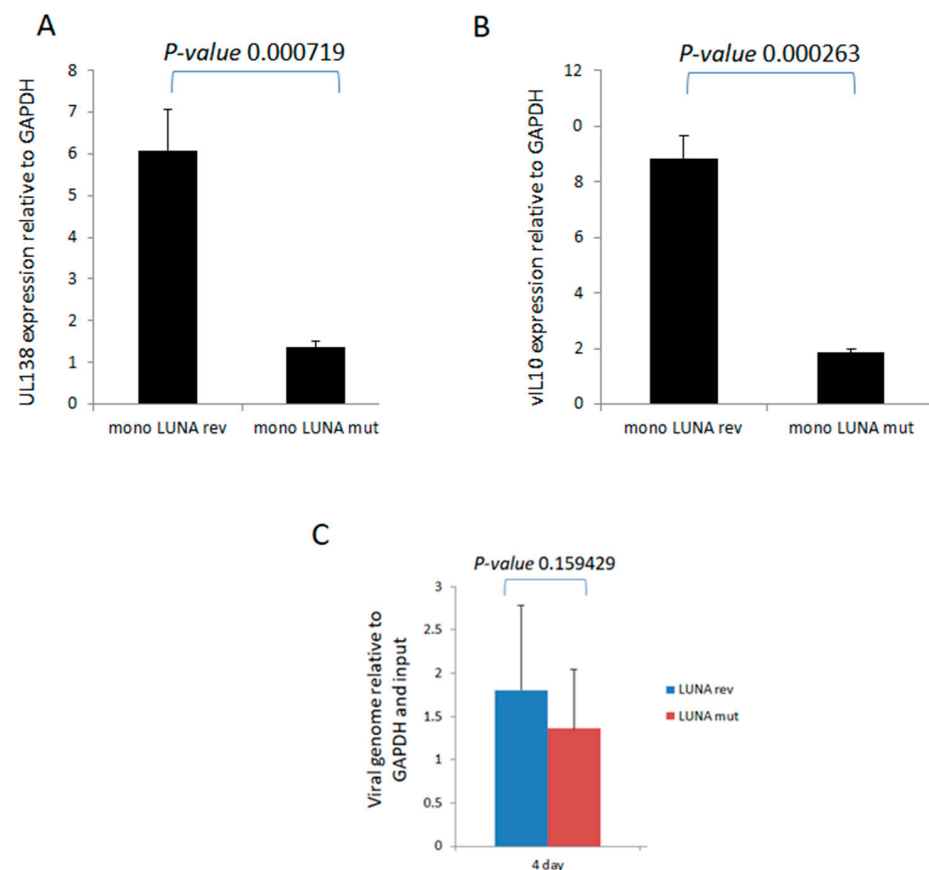 A
P-value 0.000719
UL138 expression relative to GAPDH
8
7
6
5
4
3
2
1
0
mono LUNA rev
mono LUNA mut
B
P-value 0.000263
vIL10 expression relative to GAPDH
12
0
8
6
4
2
0
mono LUNA rev
mono LUNA mut
C
P-value 0.159429
Viral genome relative to
GAPDH and input
3
2.5
2
1.5
1
0.5
0
4 day
LUNA rev
LUNA mut